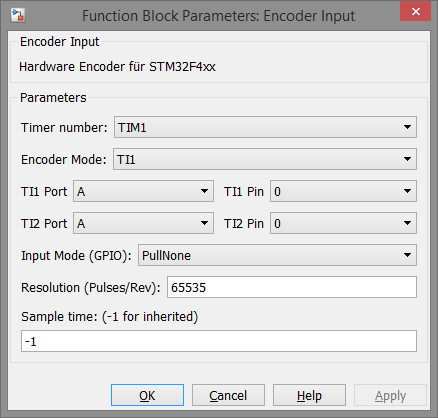 Function Block Parameters: Encoder Input
Encoder Input
Hardware Encoder für STM32F4xx
Parameters
Timer number: TIM1
Encoder Mode: TI1
TI1 Port A TI1 Pin 0
TI2 Port A TI2 Pin 0
Input Mode (GPIO): PullNone
Resolution (Pulses/Rev): 65535
Sample time: (-1 for inherited)
-1
OK Cancel Help Apply